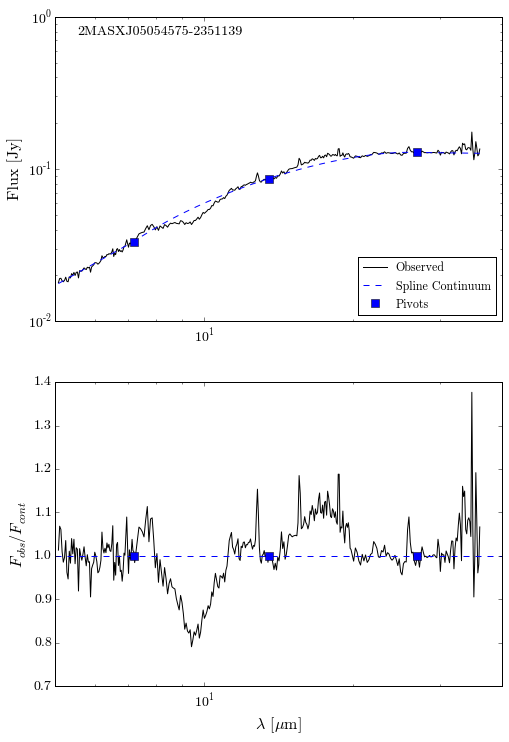 10^0
2MASXJ05054575-2351139
Flux [Jy]
10^-1
Observed
Spline Continuum
Pivots
10^-2
10^1
1.4
1.3
1.2
1.1
1.0
0.9
0.8
0.7
F_obs/F_cont
10^1
λ [μm]